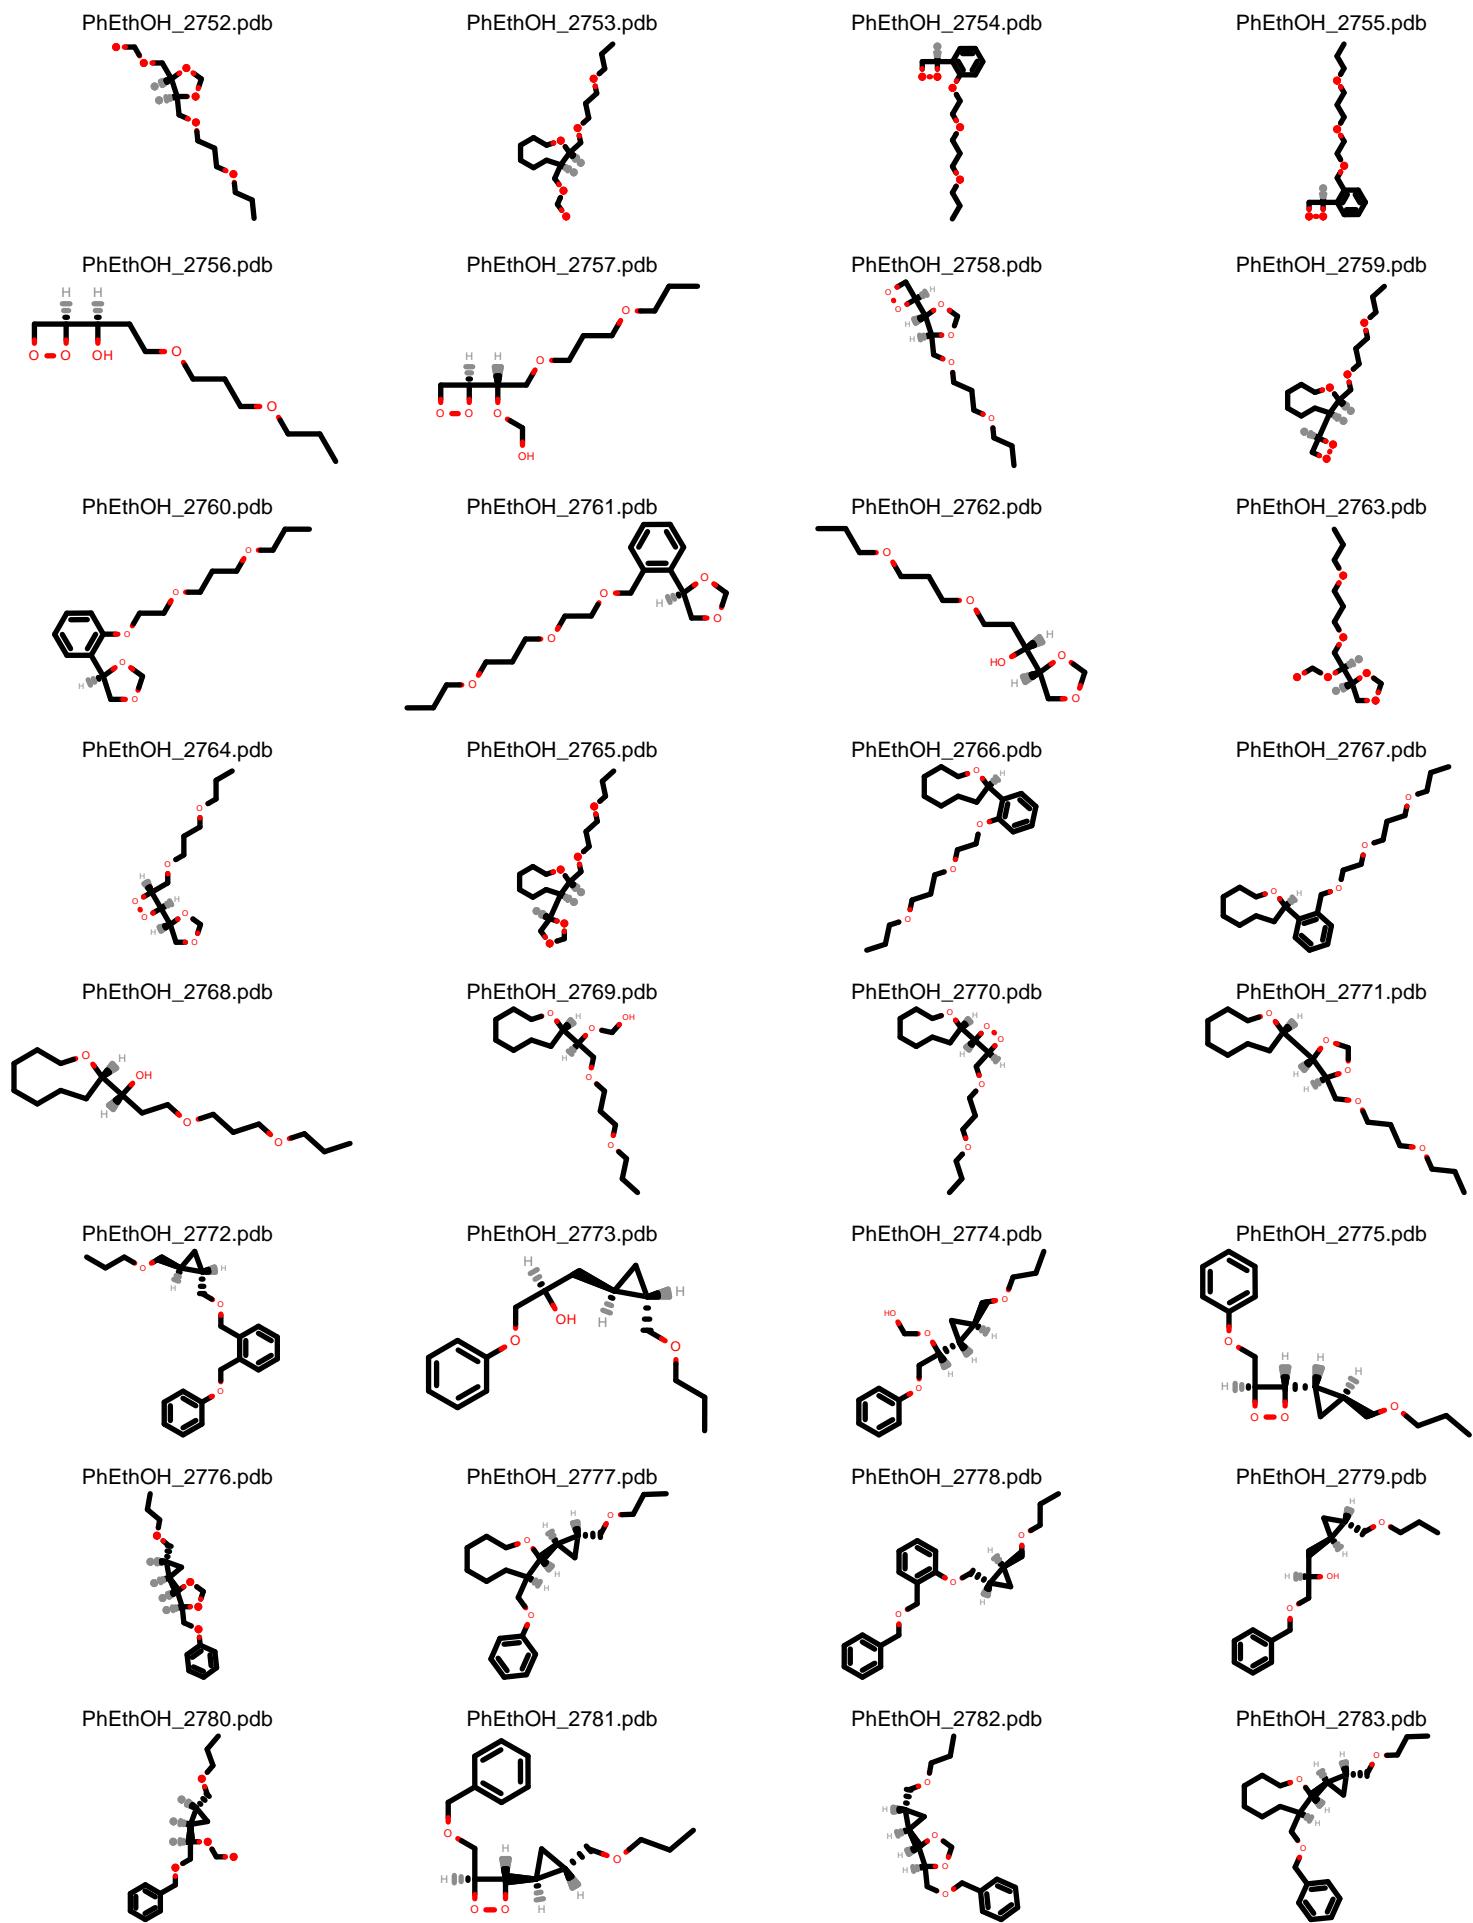 PhEthOH_2752.pdb PhEthOH_2753.pdb PhEthOH_2754.pdb PhEthOH_2755.pdb
PhEthOH_2756.pdb PhEthOH_2757.pdb PhEthOH_2758.pdb PhEthOH_2759.pdb
PhEthOH_2760.pdb PhEthOH_2761.pdb PhEthOH_2762.pdb PhEthOH_2763.pdb
PhEthOH_2764.pdb PhEthOH_2765.pdb PhEthOH_2766.pdb PhEthOH_2767.pdb
PhEthOH_2768.pdb PhEthOH_2769.pdb PhEthOH_2770.pdb PhEthOH_2771.pdb
PhEthOH_2772.pdb PhEthOH_2773.pdb PhEthOH_2774.pdb PhEthOH_2775.pdb
PhEthOH_2776.pdb PhEthOH_2777.pdb PhEthOH_2778.pdb PhEthOH_2779.pdb
PhEthOH_2780.pdb PhEthOH_2781.pdb PhEthOH_2782.pdb PhEthOH_2783.pdb